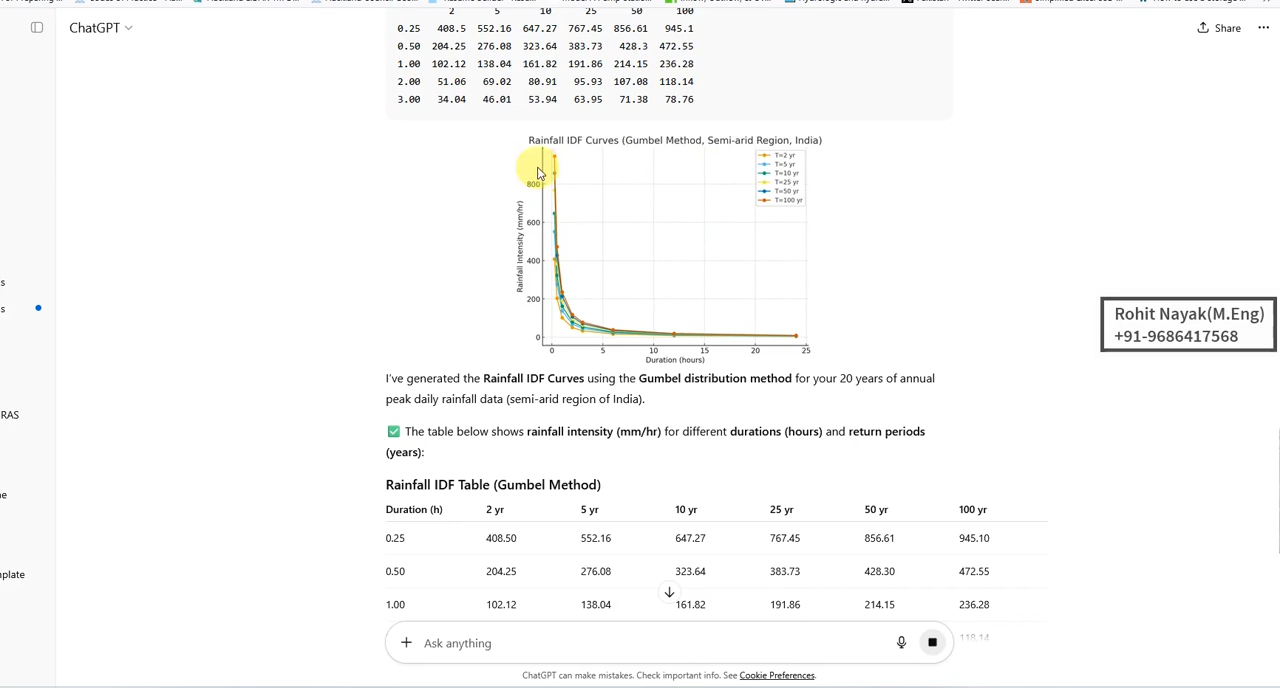 ChatGPT
Share
2 5 10 25 50 100
0.25 408.5 552.16 647.27 767.45 856.61 945.1
0.50 204.25 276.08 323.64 383.73 428.3 472.55
1.00 102.12 138.04 161.82 191.86 214.15 236.28
2.00 51.06 69.02 80.91 95.93 107.08 118.14
3.00 34.04 46.01 53.94 63.95 71.38 78.76
Rainfall IDF Curves (Gumbel Method, Semi-arid Region, India)
T=2 yr
T=5 yr
T=10 yr
T=25 yr
T=50 yr
T=100 yr
800
600
400
200
0
Rainfall Intensity (mm/hr)
0 5 10 15 20 25
Duration (hours)
s
s
RAS
Rohit Nayak(M.Eng)
+91-9686417568
I've generated the Rainfall IDF Curves using the Gumbel distribution method for your 20 years of annual
peak daily rainfall data (semi-arid region of India).
✅ The table below shows rainfall intensity (mm/hr) for different durations (hours) and return periods
(years):
Rainfall IDF Table (Gumbel Method)
Duration (h) 2 yr 5 yr 10 yr 25 yr 50 yr 100 yr
0.25 408.50 552.16 647.27 767.45 856.61 945.10
0.50 204.25 276.08 323.64 383.73 428.30 472.55
1.00 102.12 138.04 161.82 191.86 214.15 236.28
118.14
Ask anything
ChatGPT can make mistakes. Check important info. See Cookie Preferences.